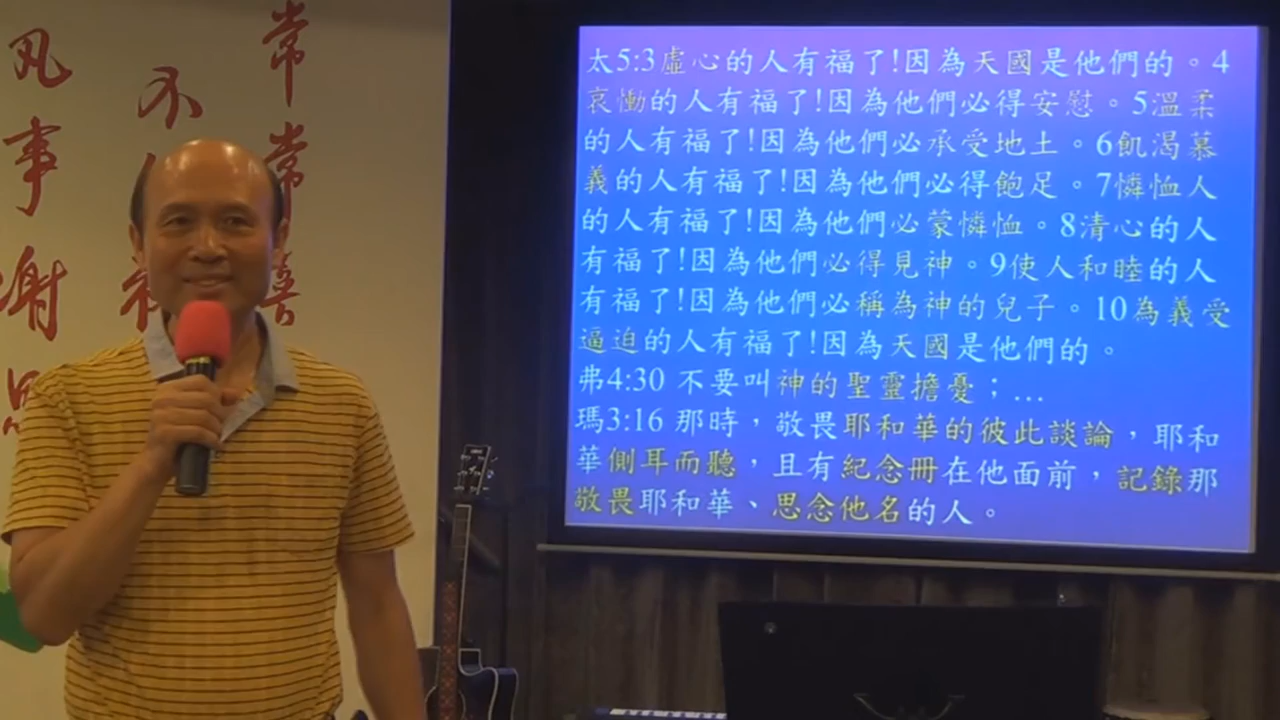 常常喜
不
凡事謝恩
太5:3虛心的人有福了!因為天國是他們的。4
哀慟的人有福了!因為他們必得安慰。5溫柔
的人有福了!因為他們必承受地土。6飢渴慕
義的人有福了!因為他們必得飽足。7憐恤人
的人有福了!因為他們必蒙憐恤。8清心的人
有福了!因為他們必得見神。9使人和睦的人
有福了!因為他們必稱為神的兒子。10為義受
逼迫的人有福了!因為天國是他們的。
弗4:30 不要叫神的聖靈擔憂；…
瑪3:16 那時，敬畏耶和華的彼此談論，耶和
華側耳而聽，且有紀念冊在他面前，記錄那
敬畏耶和華、思念他名的人。